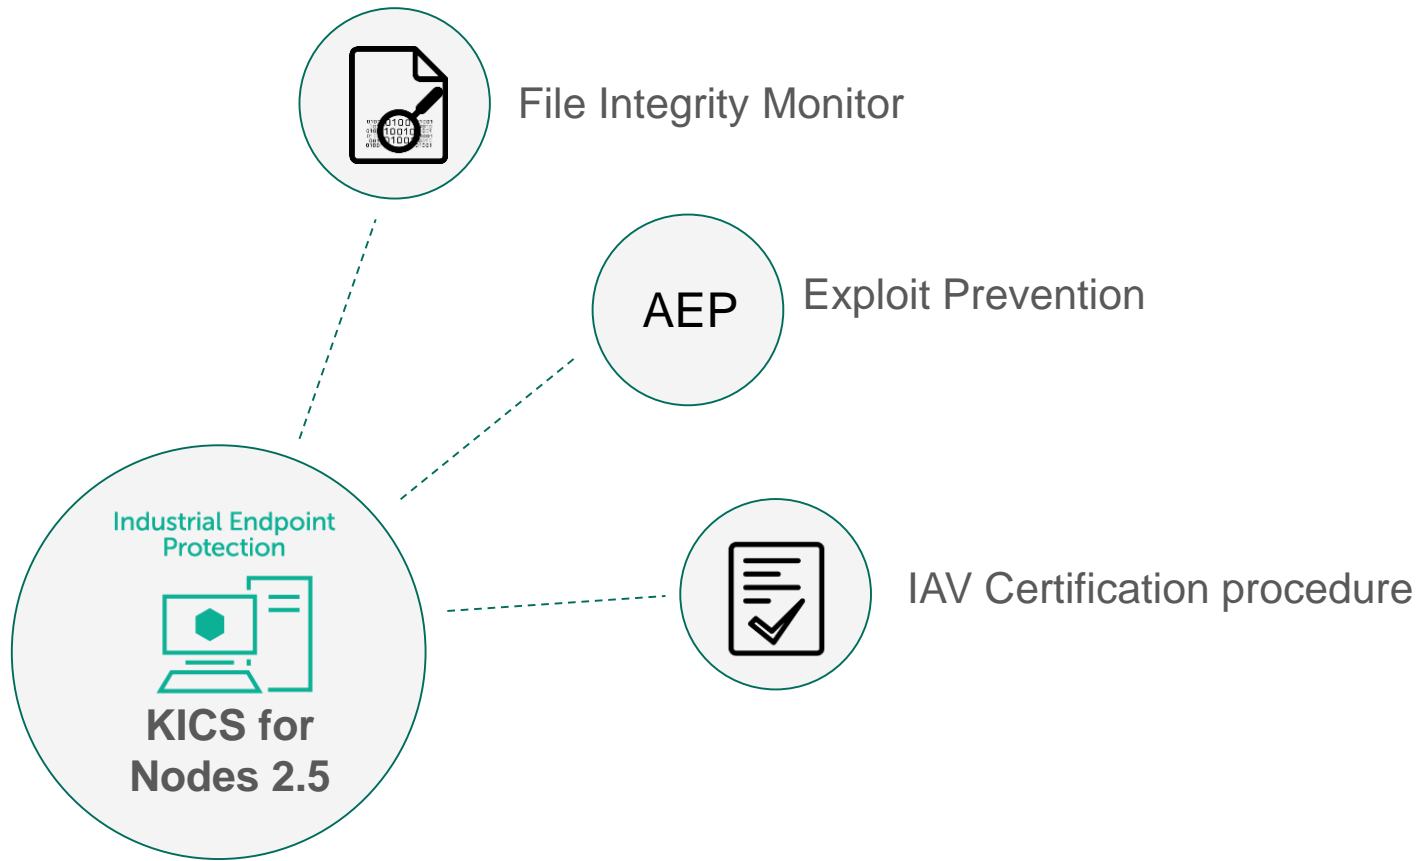 File Integrity Monitor
AEP
Exploit Prevention
Industrial Endpoint
Protection
IAV Certification procedure
KICS for
Nodes 2.5